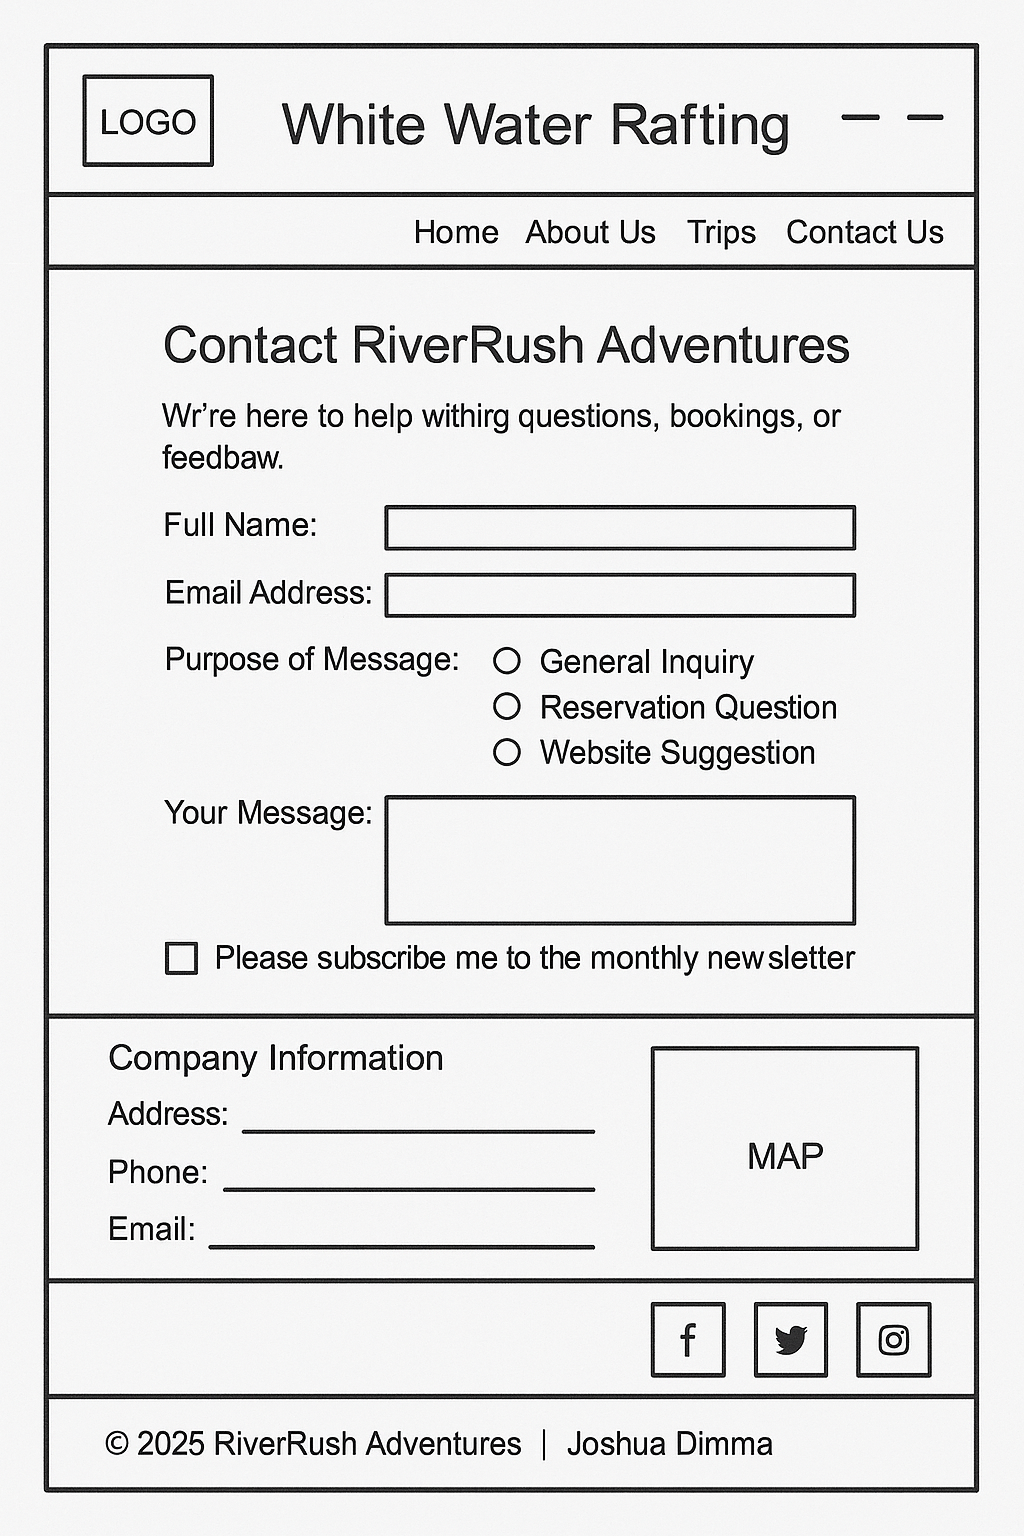 LOGO
White Water Rafting
Home About Us Trips Contact Us
Contact RiverRush Adventures
Wr’re here to help withirg questions, bookings, or
feedbaw.
Full Name:
Email Address:
Purpose of Message:
General Inquiry
Reservation Question
Website Suggestion
Your Message:
Please subscribe me to the monthly newsletter
Company Information
Address:
Phone:
Email:
MAP
© 2025 RiverRush Adventures | Joshua Dimma